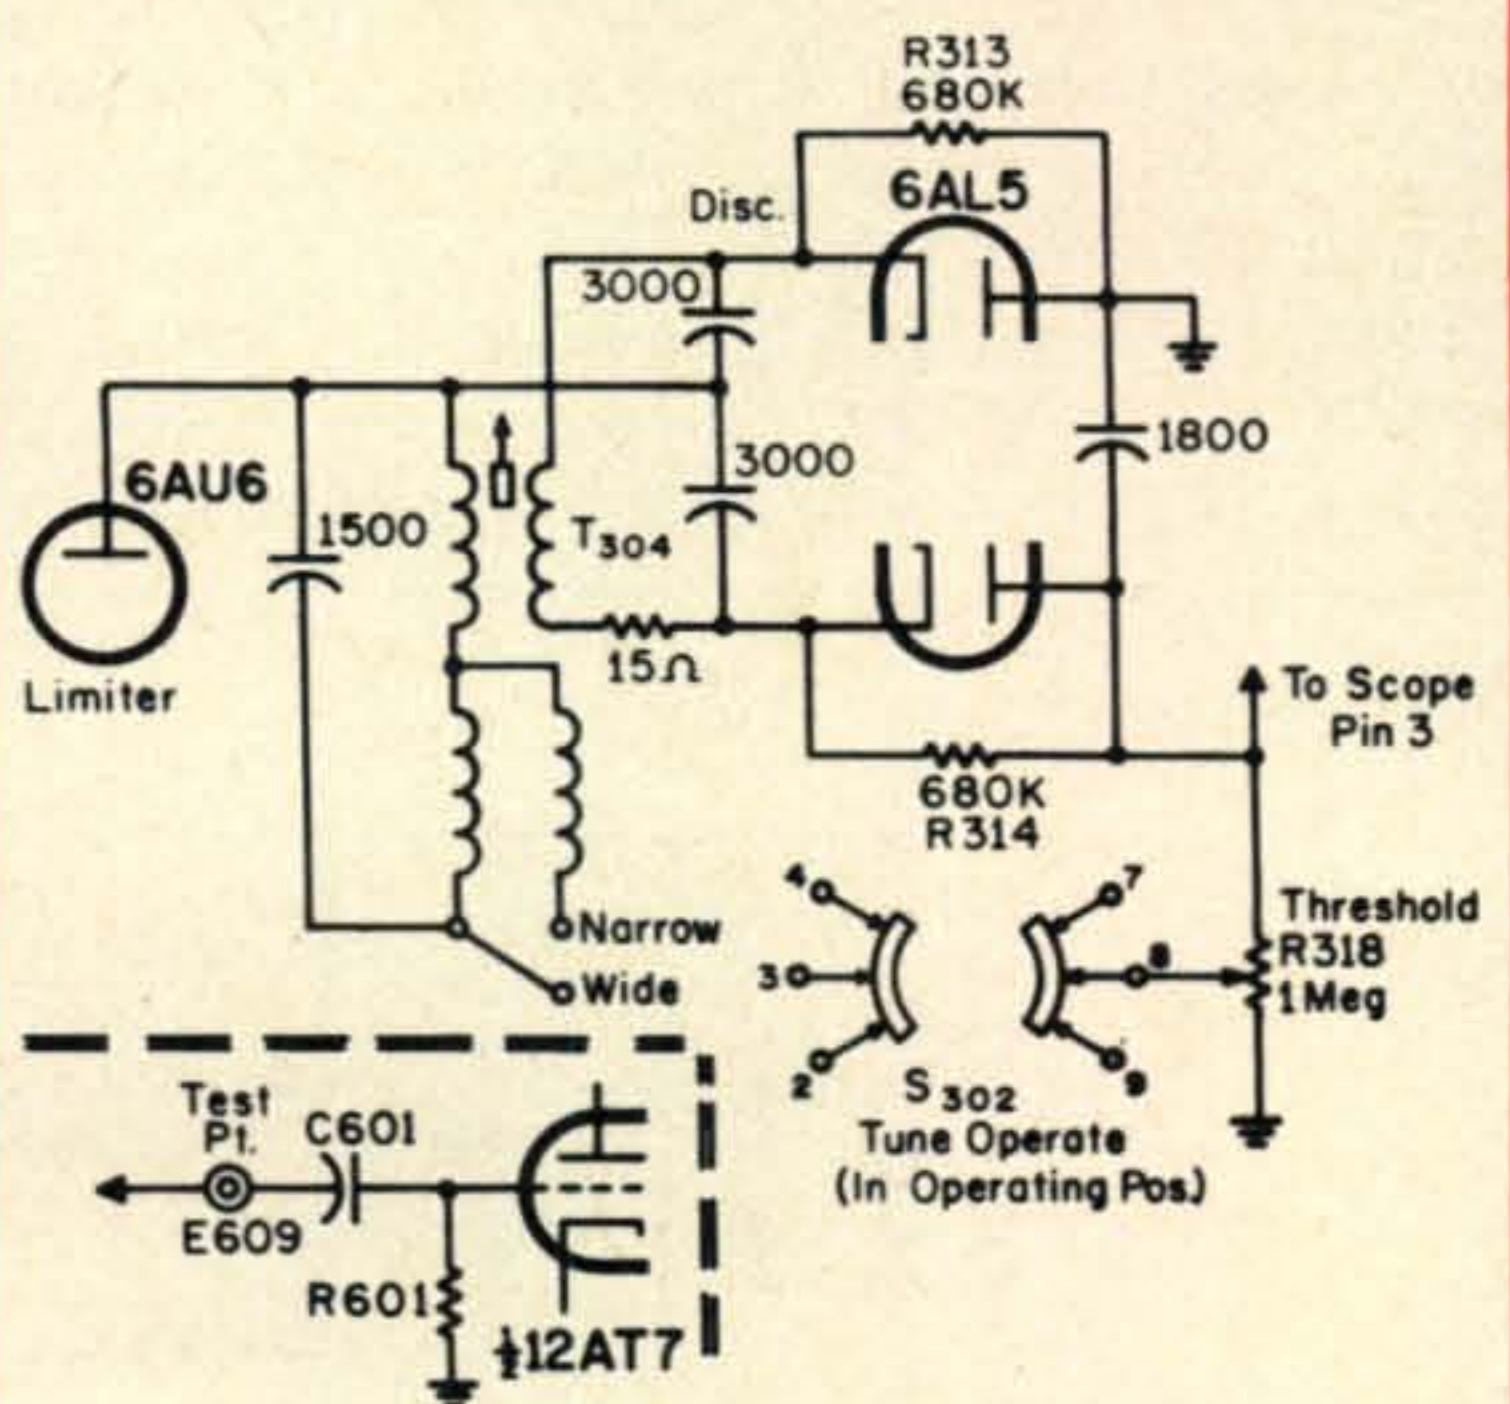 R313
680K
6AL5
Disc.
3000
1800
3000
6AU6
1500
T304
15Ω
Limiter
To Scope
Pin 3
680K
R314
4
7
Threshold
R318
1 Meg
3
8
Narrow
Wide
2
9
S302
Tune Operate
(In Operating Pos.)
Test
Pt.
C601
E609
R601
½12AT7